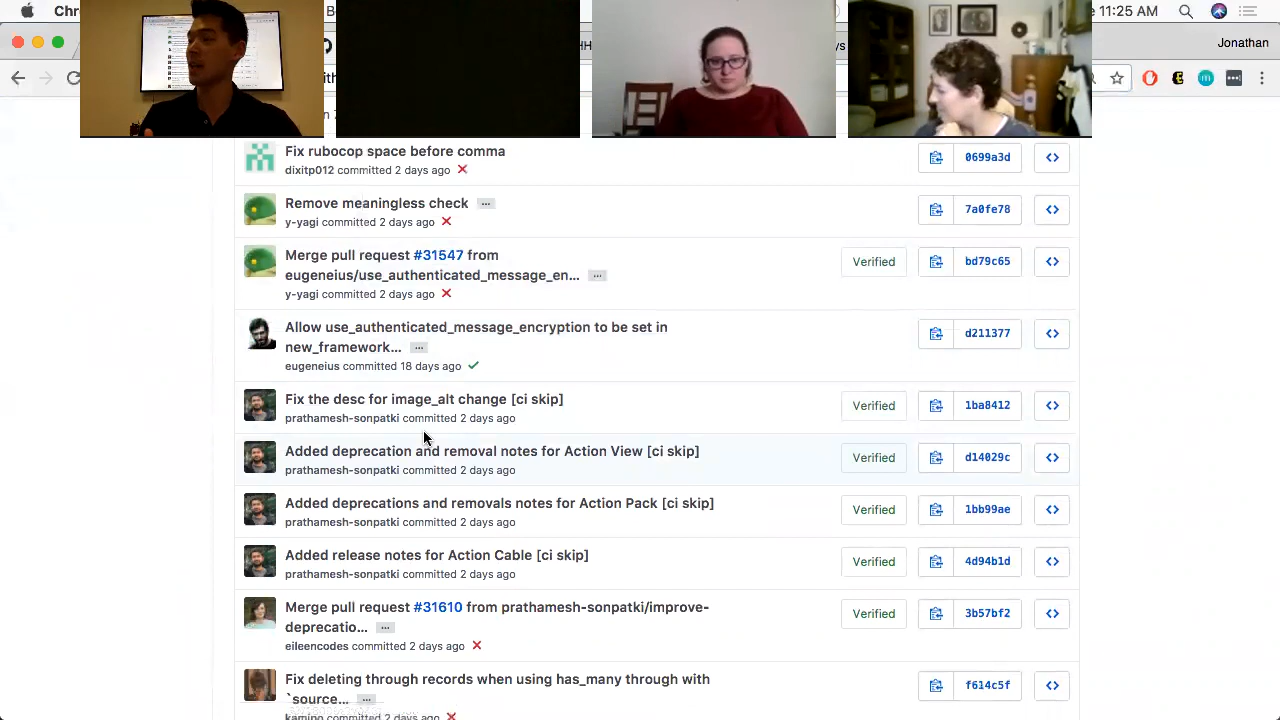 11:25 AM
Jonathan
Fix rubocop space before comma
dixitp012 committed 2 days ago
0699a3d
Remove meaningless check
y-yagi committed 2 days ago
7a0fe78
Merge pull request #31547 from
eugeneius/use_authenticated_message_en...
y-yagi committed 2 days ago
Verified
bd79c65
Allow use_authenticated_message_encryption to be set in
new_framework...
eugeneius committed 18 days ago
d211377
Fix the desc for image_alt change [ci skip]
prathamesh-sonpatki committed 2 days ago
Verified
1ba8412
Added deprecation and removal notes for Action View [ci skip]
prathamesh-sonpatki committed 2 days ago
Verified
d14029c
Added deprecations and removals notes for Action Pack [ci skip]
prathamesh-sonpatki committed 2 days ago
Verified
1bb99ae
Added release notes for Action Cable [ci skip]
prathamesh-sonpatki committed 2 days ago
Verified
4d94b1d
Merge pull request #31610 from prathamesh-sonpatki/improve-
deprecatio...
eileencodes committed 2 days ago
Verified
3b57bf2
Fix deleting through records when using has_many through with
`source...
kamipo committed 2 days ago
f614c5f